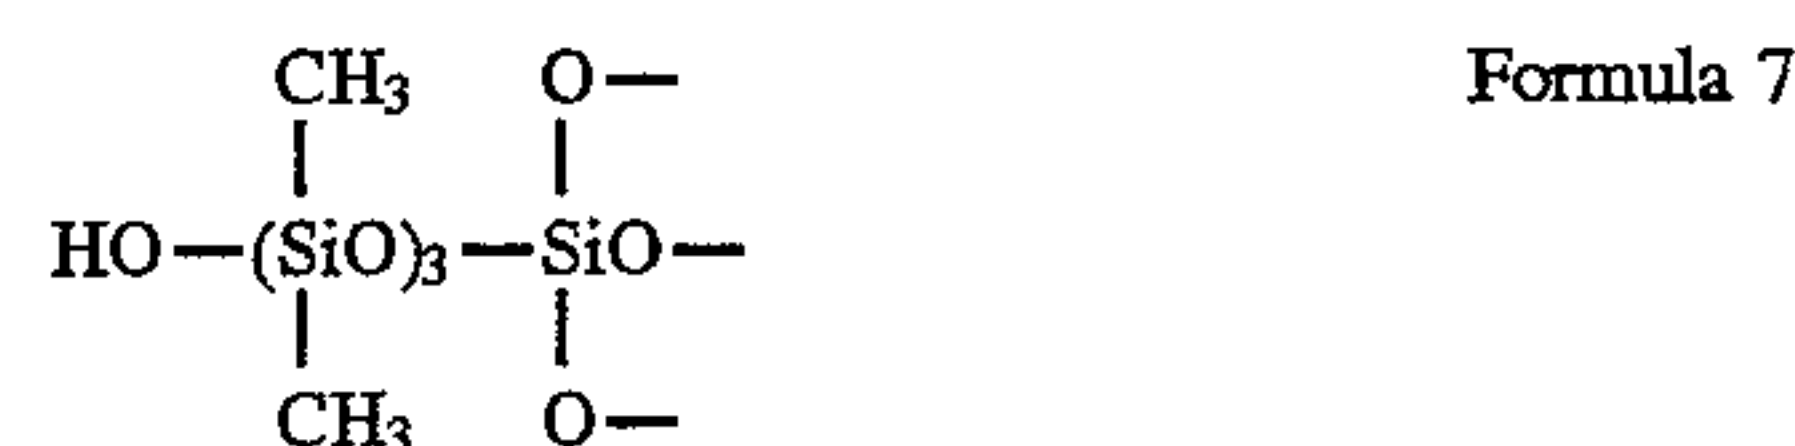 CH₃ O— Formula 7
HO—(SiO)₃—SiO—
CH₃ O—